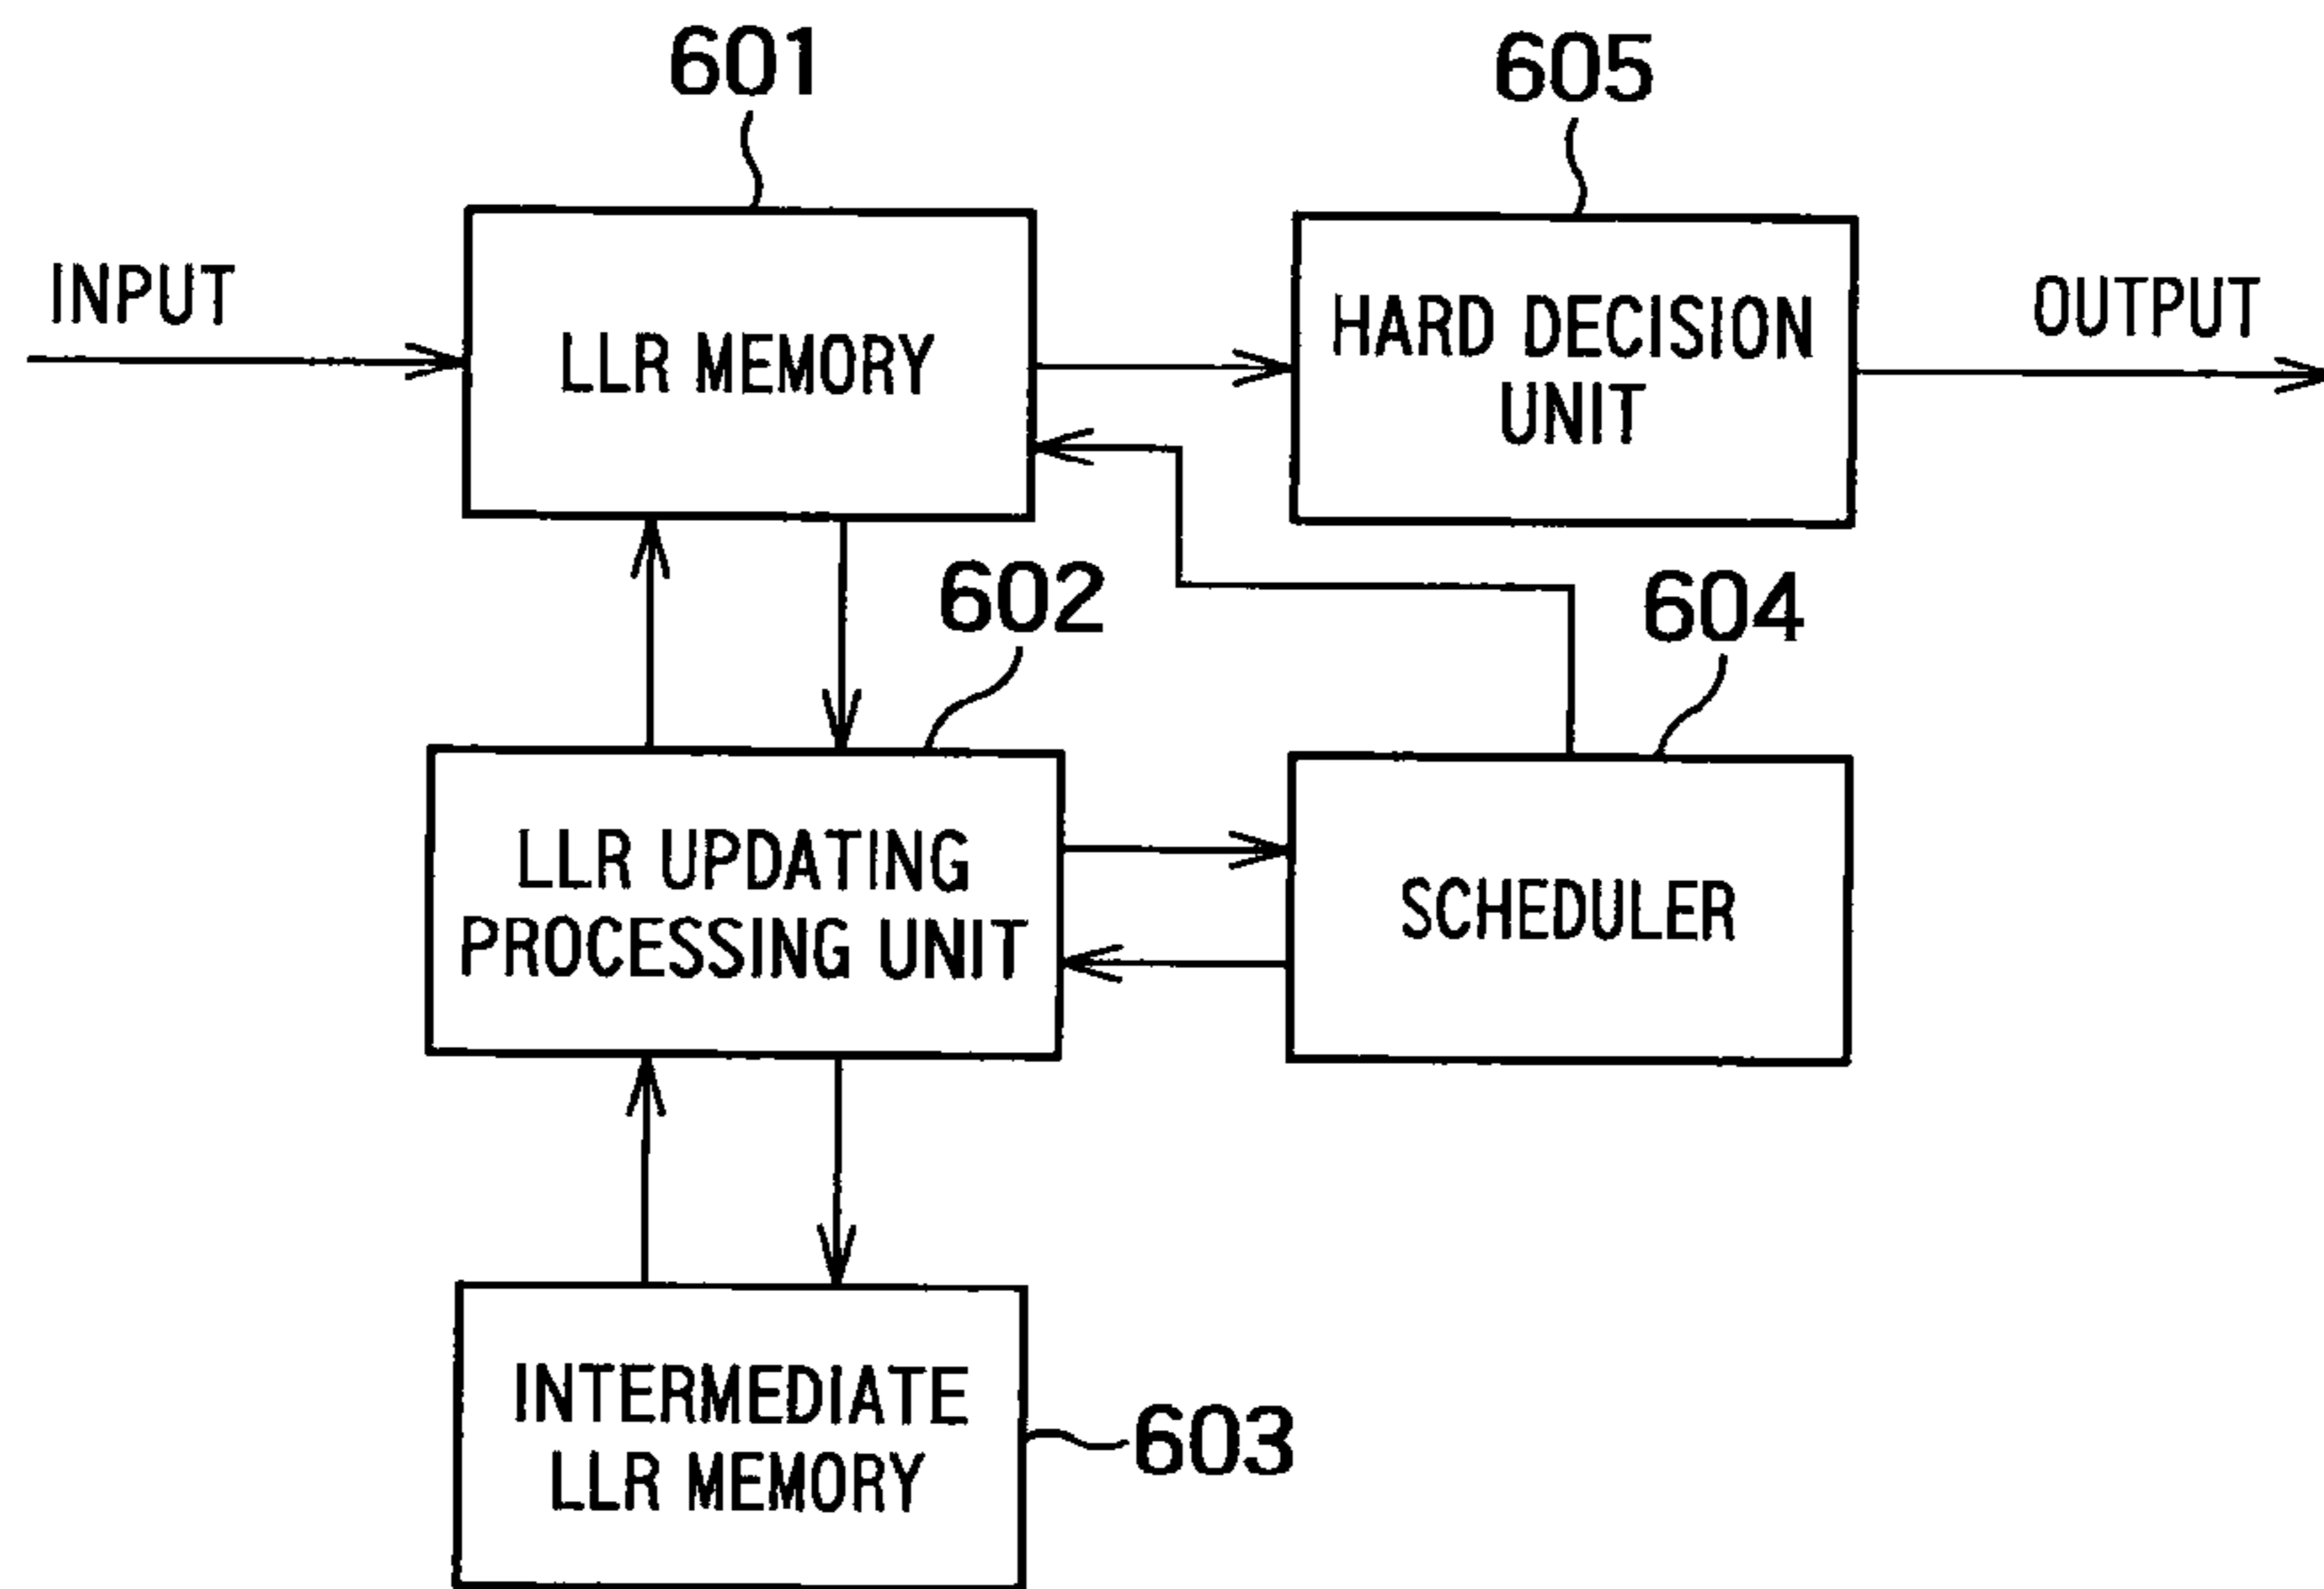 601
605
INPUT
LLR MEMORY
HARD DECISION
UNIT
OUTPUT
602
604
LLR UPDATING
PROCESSING UNIT
SCHEDULER
INTERMEDIATE
LLR MEMORY
603